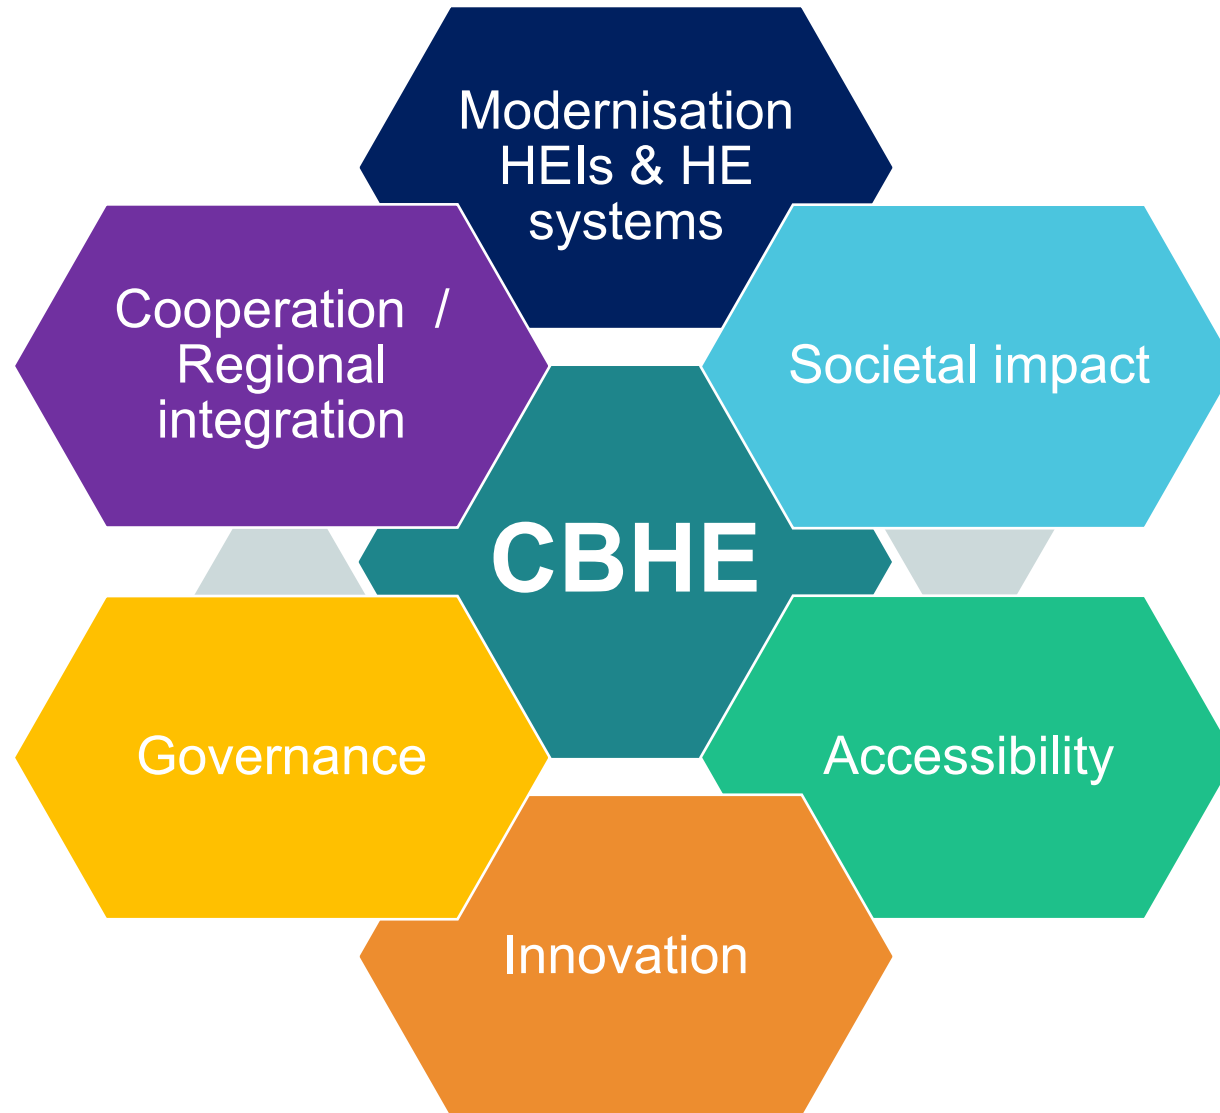 Modernisation
HEIs & HE
systems
Cooperation /
Regional
integration
Societal impact
CBHE
Governance
Accessibility
Innovation